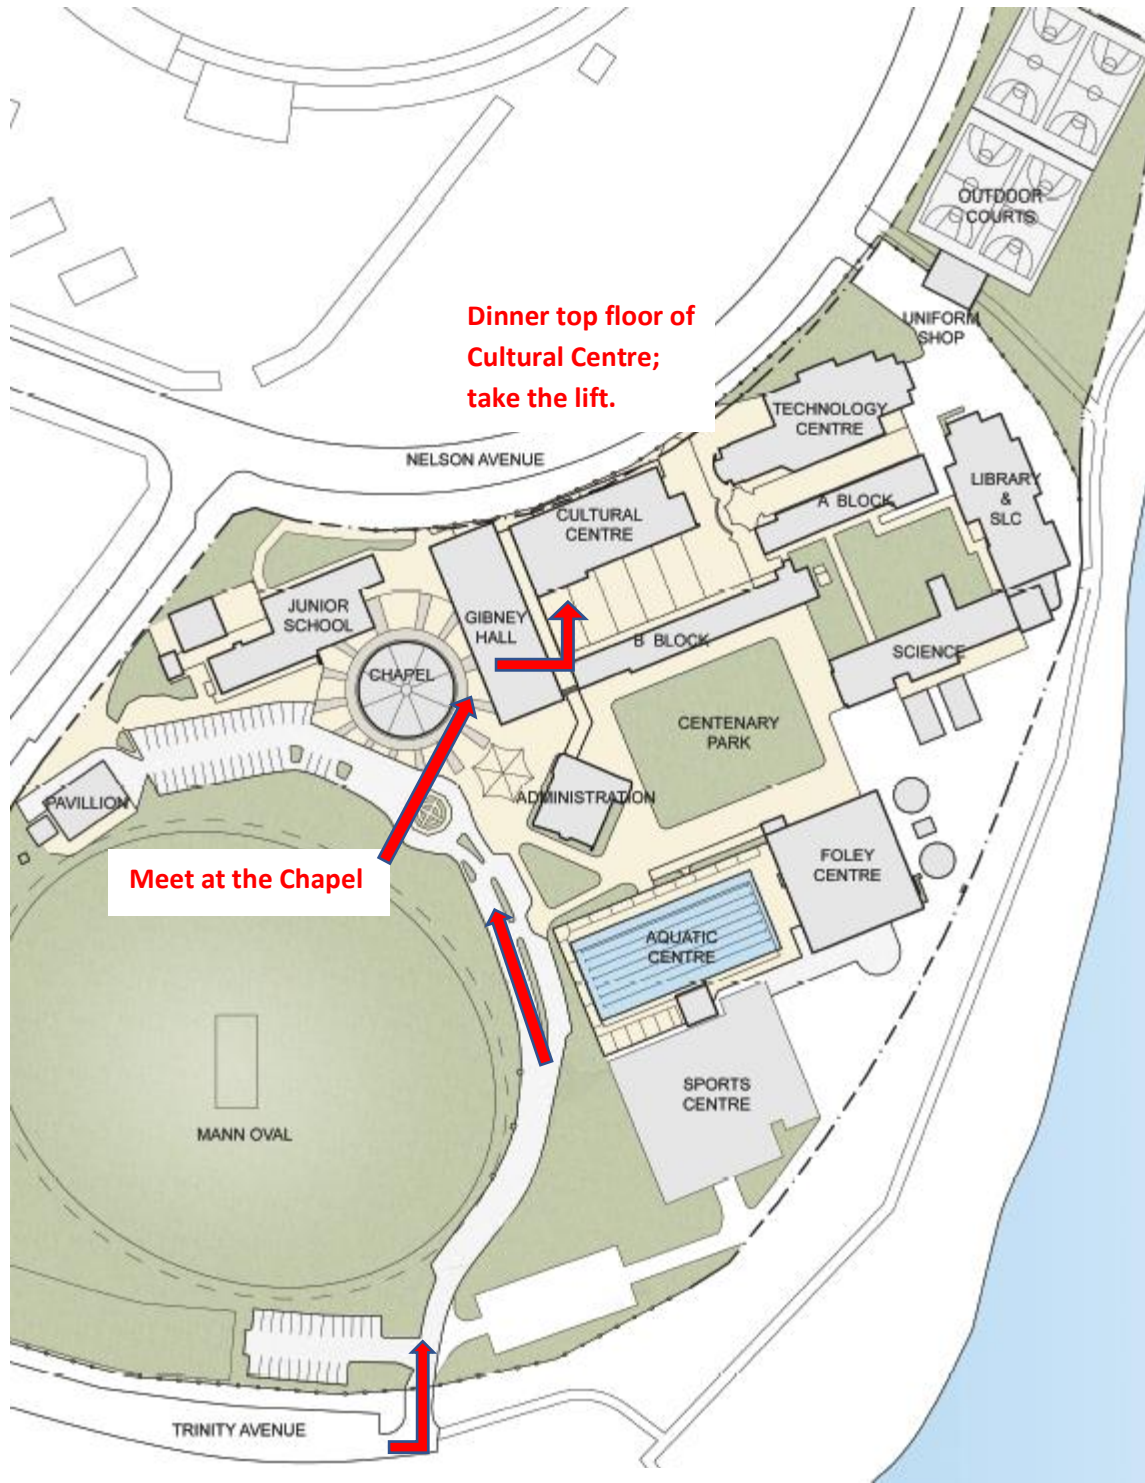 OUTDOOR
COURTS
UNIFORM
SHOP
Dinner top floor of
Cultural Centre;
take the lift.
TECHNOLOGY
CENTRE
NELSON AVENUE
LIBRARY
&
SLC
A BLOCK
CULTURAL
CENTRE
JUNIOR
SCHOOL
GIBNEY
HALL
B BLOCK
SCIENCE
CHAPEL
CENTENARY
PARK
PAVILLION
ADMINISTRATION
FOLEY
CENTRE
Meet at the Chapel
AQUATIC
CENTRE
SPORTS
CENTRE
MANN OVAL
TRINITY AVENUE